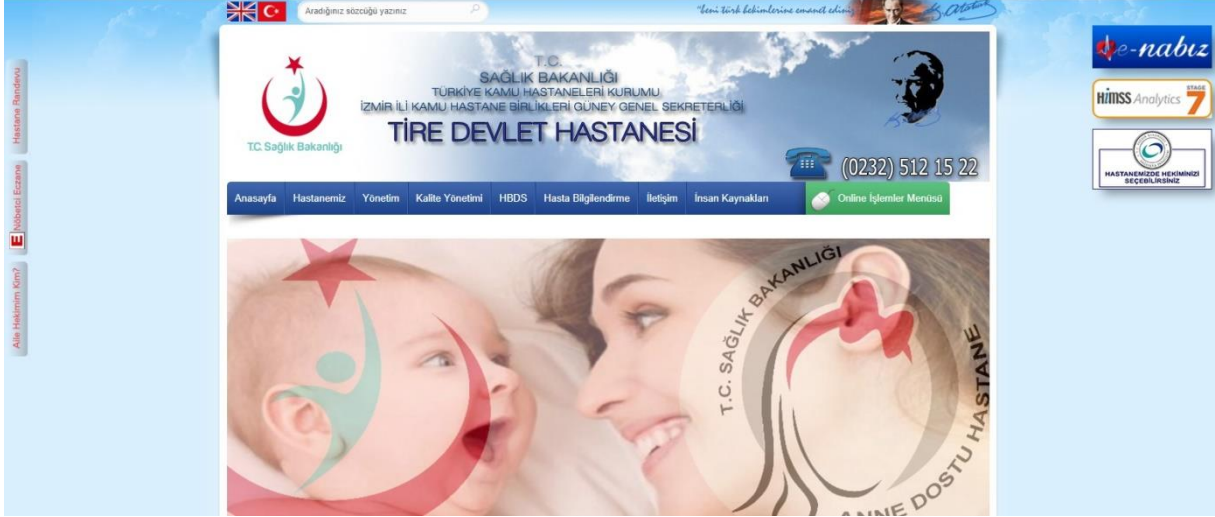 Aradığınız sözcüğü yazınız
"beni türk hekimlerine emanet ediniz
K. Atatürk
T.C.
SAĞLIK BAKANLIĞI
TÜRKİYE KAMU HASTANELERİ KURUMU
İZMİR İLİ KAMU HASTANE BİRLİKLERİ GÜNEY GENEL SEKRETERLİĞİ
TİRE DEVLET HASTANESİ
T.C. Sağlık Bakanlığı
(0232) 512 15 22
Anasayfa Hastanemiz Yönetim Kalite Yönetimi HBDS Hasta Bilgilendirme İletişim İnsan Kaynakları Online İşlemler Menüsü
Hastane Randevu
E Nöbetci Eczane
Aile Hekimim Kim?
e-nabız
HIMSS Analytics STAGE 7
HASTANEMİZDE HEKİMİNİZİ
SEÇEBİLİRSİNİZ
T.C. SAĞLIK BAKANLIĞI
ANNE DOSTU HASTANE